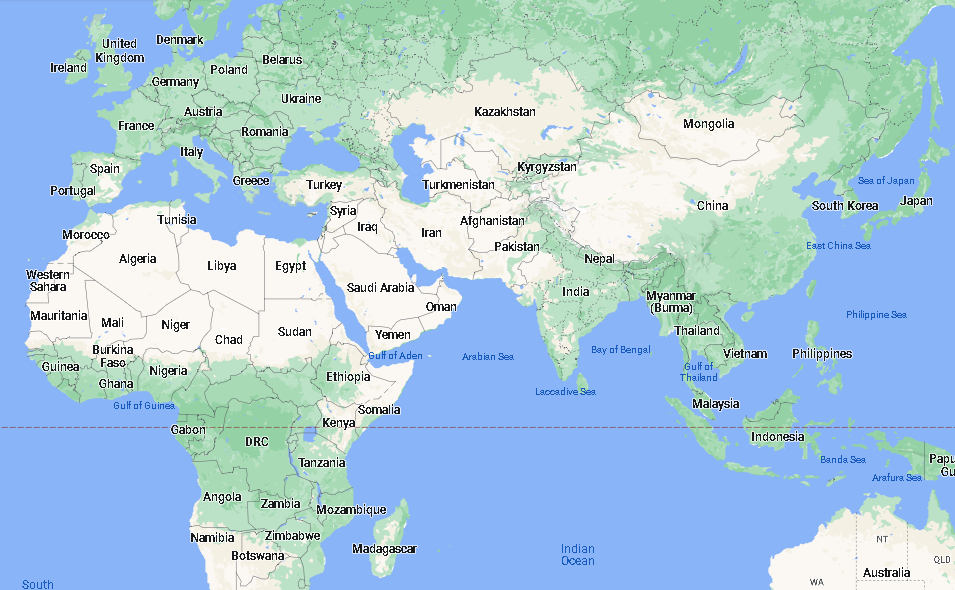 Denmark
United
Kingdom
Ireland
Belarus
Poland
Germany
Ukraine
Austria
France
Romania
Italy
Spain
Portugal
Greece
Turkey
Kazakhstan
Mongolia
Kyrgyzstan
Turkmenistan
Sea of Japan
China
South Korea
Japan
Tunisia
Syria
Afghanistan
Morocco
Iraq
Iran
Pakistan
East China Sea
Algeria
Libya
Egypt
Nepal
Western
Sahara
Saudi Arabia
India
Myanmar
(Burma)
Oman
Mauritania
Mali
Niger
Chad
Sudan
Yemen
Thailand
Philippine Sea
Burkina
Faso
Gulf of Aden
Arabian Sea
Bay of Bengal
Vietnam
Philippines
Guinea
Ghana
Nigeria
Ethiopia
Gulf of
Thailand
Laccadive Sea
Gulf of Guinea
Somalia
Malaysia
Gabon
Kenya
DRC
Indonesia
Tanzania
Banda Sea
Papu
Gu
Arafura Sea
Angola
Zambia
Mozambique
Namibia
Zimbabwe
Botswana
Madagascar
Indian
Ocean
NT
QLD
Australia
WA
South